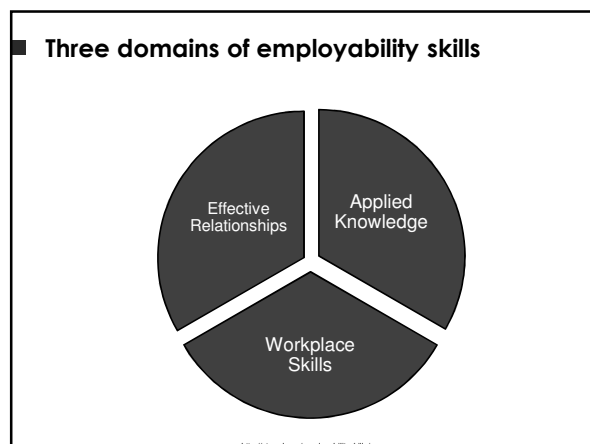 Three domains of employability skills
Effective
Relationships
Applied
Knowledge
Workplace
Skills